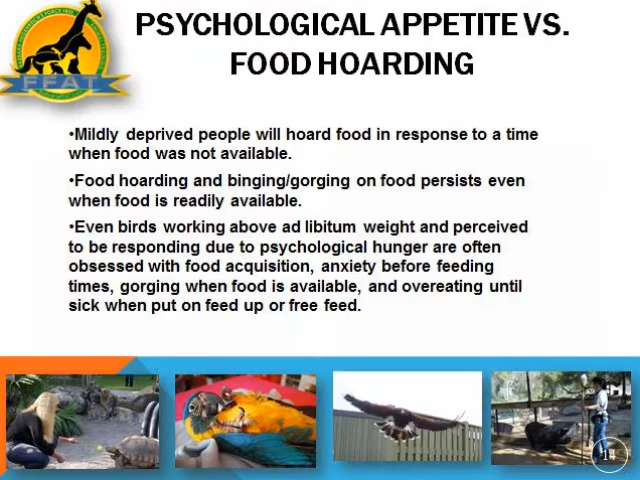 PSYCHOLOGICAL APPETITE VS.
FOOD HOARDING
FFAT
•Mildly deprived people will hoard food in response to a time
when food was not available.
•Food hoarding and binging/gorging on food persists even
when food is readily available.
•Even birds working above ad libitum weight and perceived
to be responding due to psychological hunger are often
obsessed with food acquisition, anxiety before feeding
times, gorging when food is available, and overeating until
sick when put on feed up or free feed.
14